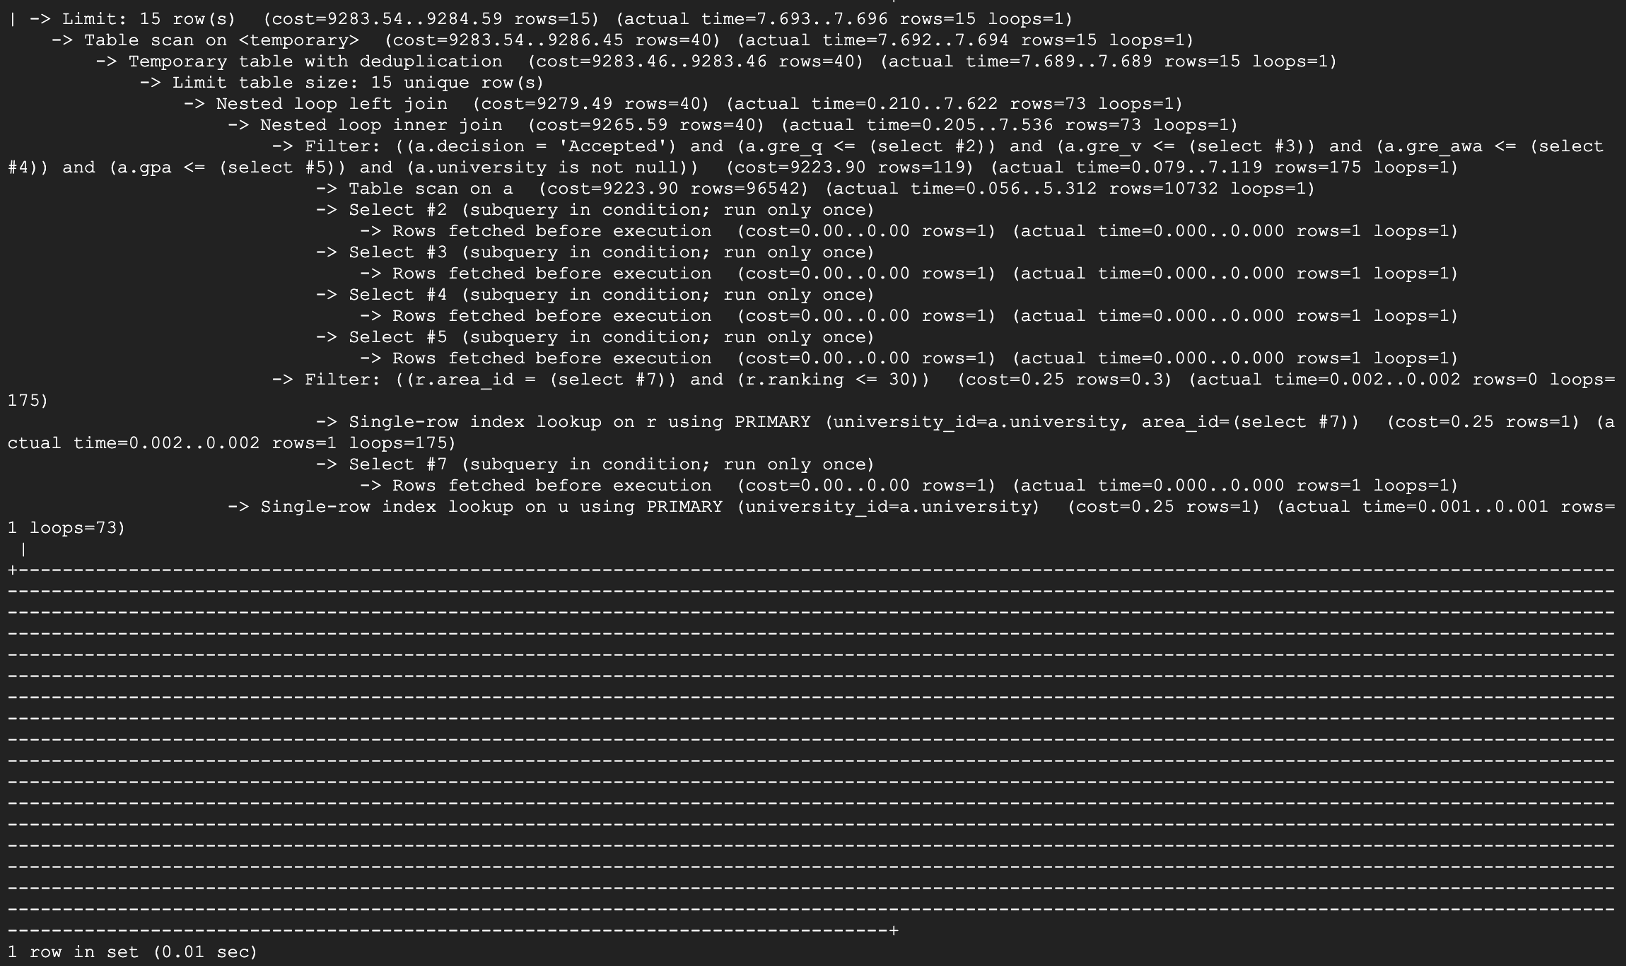 | -> Limit: 15 row(s)  (cost=9283.54..9284.59 rows=15) (actual time=7.693..7.696 rows=15 loops=1)
    -> Table scan on <temporary>  (cost=9283.54..9286.45 rows=40) (actual time=7.692..7.694 rows=15 loops=1)
        -> Temporary table with deduplication  (cost=9283.46..9283.46 rows=40) (actual time=7.689..7.689 rows=15 loops=1)
            -> Limit table size: 15 unique row(s)
                -> Nested loop left join  (cost=9279.49 rows=40) (actual time=0.210..7.622 rows=73 loops=1)
                    -> Nested loop inner join  (cost=9265.59 rows=40) (actual time=0.205..7.536 rows=73 loops=1)
                        -> Filter: ((a.decision = 'Accepted') and (a.gre_q <= (select #2)) and (a.gre_v <= (select #3)) and (a.gre_awa <= (select
#4)) and (a.gpa <= (select #5)) and (a.university is not null))  (cost=9223.90 rows=119) (actual time=0.079..7.119 rows=175 loops=1)
                            -> Table scan on a  (cost=9223.90 rows=96542) (actual time=0.056..5.312 rows=10732 loops=1)
                            -> Select #2 (subquery in condition; run only once)
                                -> Rows fetched before execution  (cost=0.00..0.00 rows=1) (actual time=0.000..0.000 rows=1 loops=1)
                            -> Select #3 (subquery in condition; run only once)
                                -> Rows fetched before execution  (cost=0.00..0.00 rows=1) (actual time=0.000..0.000 rows=1 loops=1)
                            -> Select #4 (subquery in condition; run only once)
                                -> Rows fetched before execution  (cost=0.00..0.00 rows=1) (actual time=0.000..0.000 rows=1 loops=1)
                            -> Select #5 (subquery in condition; run only once)
                                -> Rows fetched before execution  (cost=0.00..0.00 rows=1) (actual time=0.000..0.000 rows=1 loops=1)
                        -> Filter: ((r.area_id = (select #7)) and (r.ranking <= 30))  (cost=0.25 rows=0.3) (actual time=0.002..0.002 rows=0 loops=
175)
                            -> Single-row index lookup on r using PRIMARY (university_id=a.university, area_id=(select #7))  (cost=0.25 rows=1) (a
ctual time=0.002..0.002 rows=1 loops=175)
                            -> Select #7 (subquery in condition; run only once)
                                -> Rows fetched before execution  (cost=0.00..0.00 rows=1) (actual time=0.000..0.000 rows=1 loops=1)
                    -> Single-row index lookup on u using PRIMARY (university_id=a.university)  (cost=0.25 rows=1) (actual time=0.001..0.001 rows=
1 loops=73)
 |
1 row in set (0.01 sec)